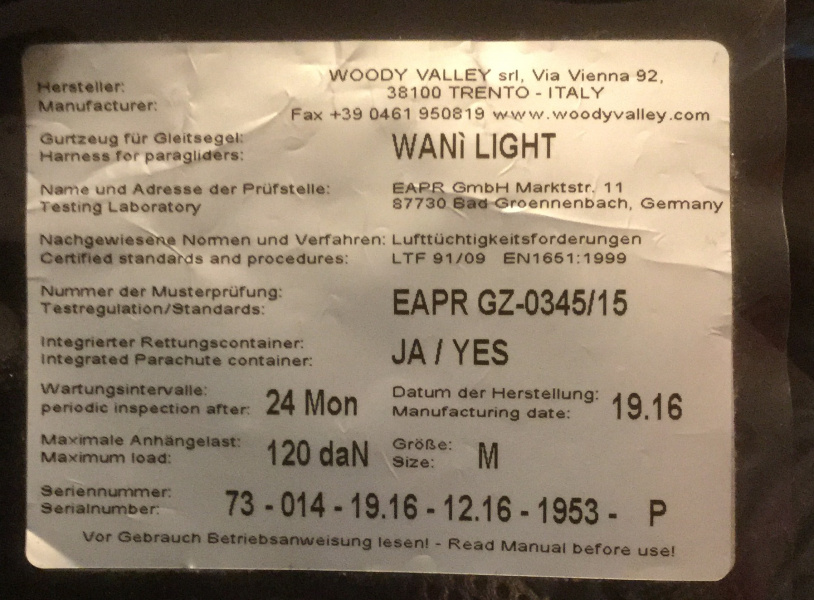 Hersteller: WOODY VALLEY srl, Via Vienna 92,
Manufacturer: 38100 TRENTO - ITALY
Fax +39 0461 950819 www.woodyvalley.com
Gurtzeug für Gleitsegel: WANì LIGHT
Harness for paragliders:
Name und Adresse der Prüfstelle: EAPR GmbH Marktstr. 11
Testing Laboratory 87730 Bad Groennenbach, Germany
Nachgewiesene Normen und Verfahren: Lufttüchtigkeitsforderungen
Certified standards and procedures: LTF 91/09 EN1651:1999
Nummer der Musterprüfung: EAPR GZ-0345/15
Testregulation/Standards:
Integrierter Rettungscontainer: JA / YES
Integrated Parachute container:
Wartungsintervalle: 24 Mon Datum der Herstellung: 19.16
periodic inspection after: Manufacturing date:
Maximale Anhängelast: 120 daN Größe: M
Maximum load: Size:
Seriennummer: 73 - 014 - 19.16 - 12.16 - 1953 - P
Serialnumber:
Vor Gebrauch Betriebsanweisung lesen! - Read Manual before use!